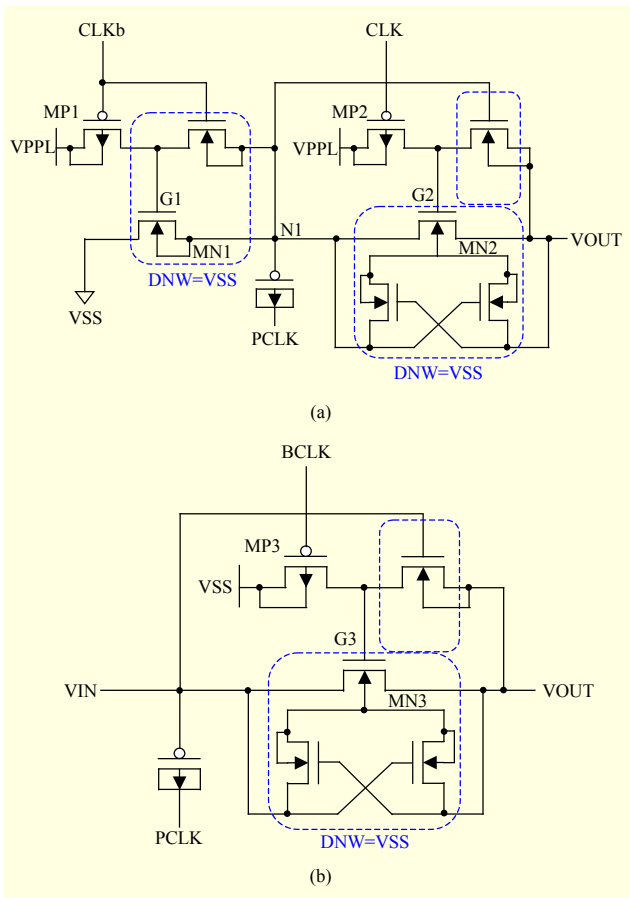 CLKb
CLK
MP1
MP2
VPPL
VPPL
G1
G2
N1
MN1
MN2
VOUT
DNW=VSS
VSS
PCLK
DNW=VSS
(a)
BCLK
MP3
VSS
G3
VIN
MN3
VOUT
PCLK
DNW=VSS
(b)